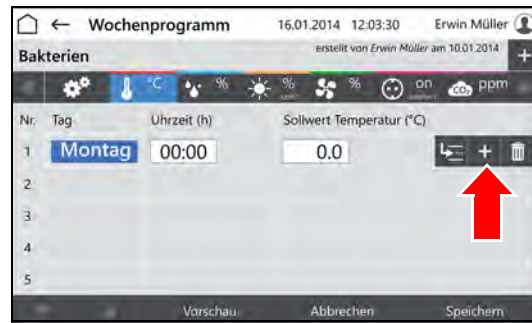 Wochenprogramm 16.01.2014 12:03:30 Erwin Müller
Bakterien erstellt von Erwin Müller am 10.01.2014 +
°C % % % on CO₂ ppm
Nr. Tag Uhrzeit (h) Sollwert Temperatur (°C)
1 Montag 00:00 0.0 +
2
3
4
5
Vorschau Abbrechen Speichern